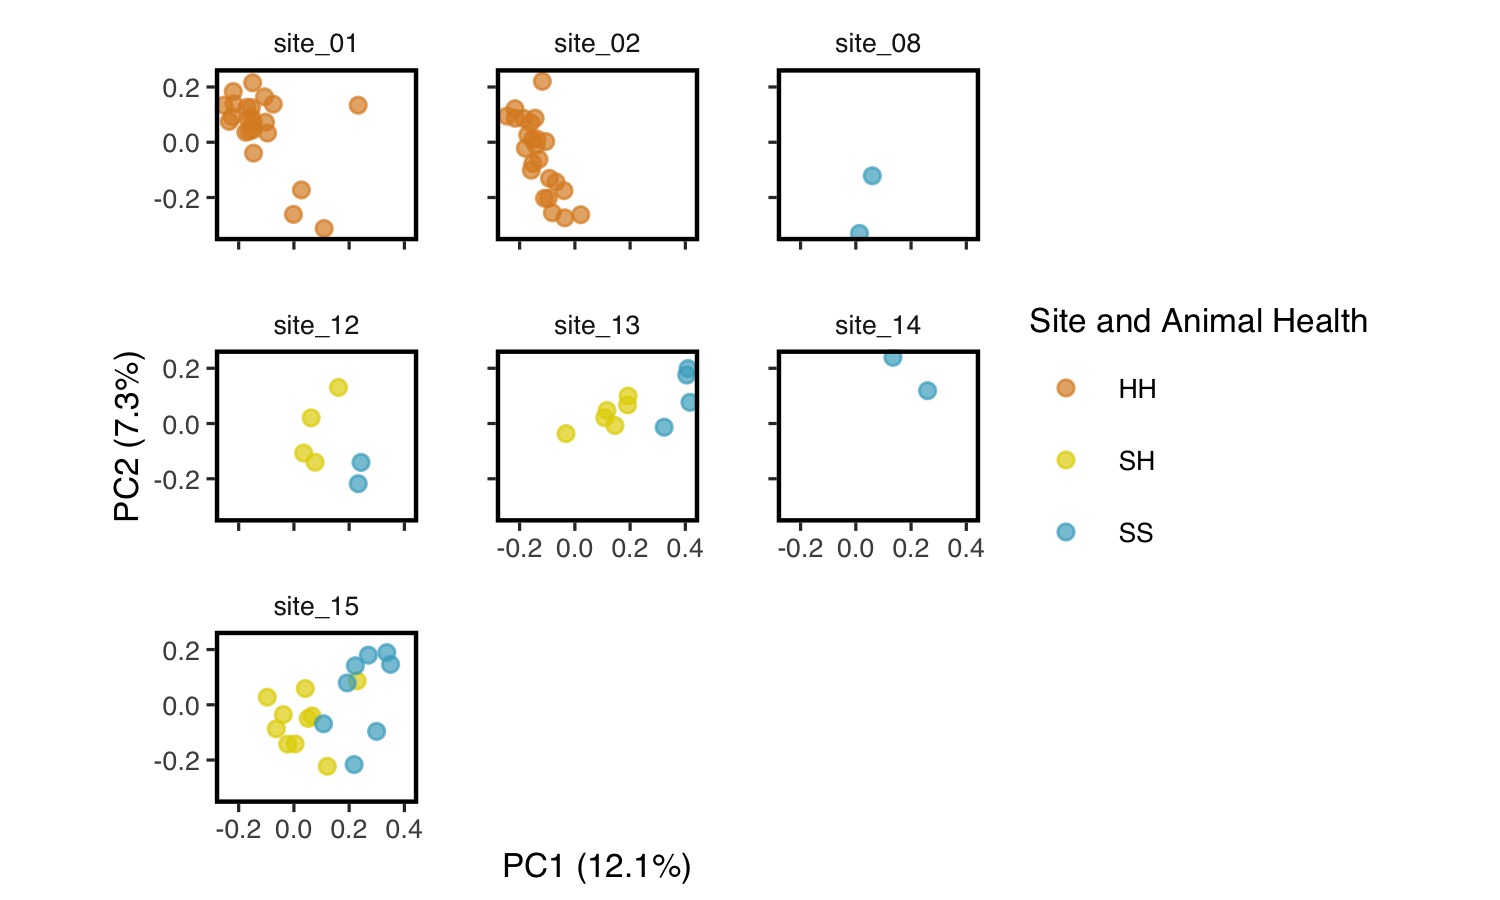 site_01
site_02
site_08
0.2
0.0
-0.2
site_12
site_13
site_14
0.2
0.0
-0.2
-0.2 0.0 0.2 0.4
-0.2 0.0 0.2 0.4
PC2 (7.3%)
Site and Animal Health
HH
SH
SS
site_15
0.2
0.0
-0.2
-0.2 0.0 0.2 0.4
PC1 (12.1%)